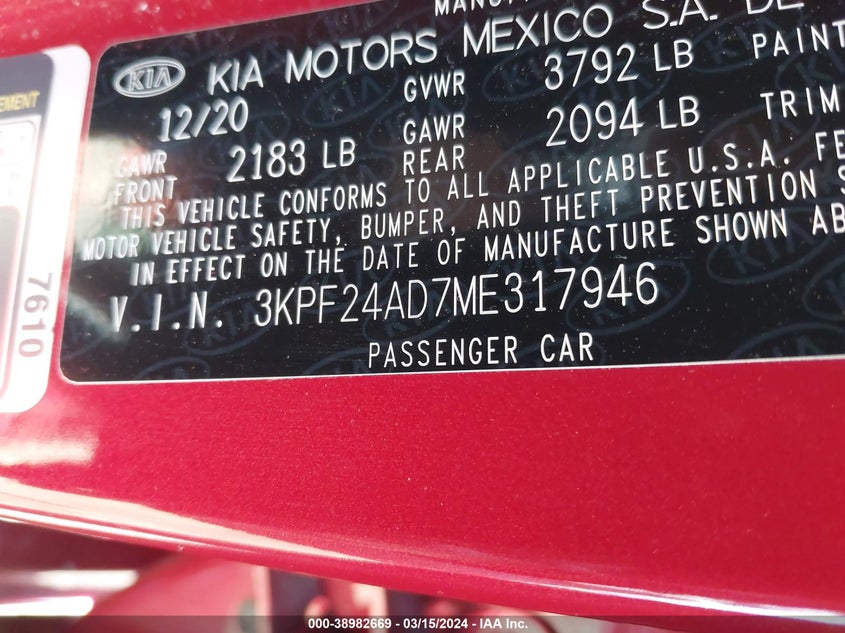 MANUF
KIA KIA MOTORS MEXICO S.A. DE
12/20 GVWR 3792 LB PAINT
GAWR FRONT 2183 LB GAWR REAR 2094 LB TRIM
THIS VEHICLE CONFORMS TO ALL APPLICABLE U.S.A. FE
MOTOR VEHICLE SAFETY, BUMPER, AND THEFT PREVENTION S
IN EFFECT ON THE DATE OF MANUFACTURE SHOWN AB
V.I.N. 3KPF24AD7ME317946
PASSENGER CAR
EMENT
7610
000-38982669 - 03/15/2024 - IAA Inc.